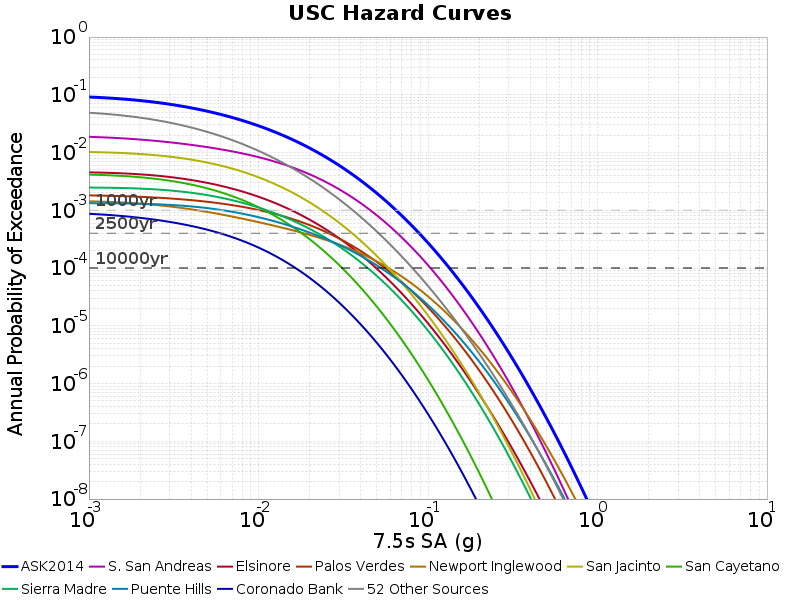 USC Hazard Curves
Annual Probability of Exceedance
10^0
10^-1
10^-2
10^-3
10^-4
10^-5
10^-6
10^-7
10^-8
1000yr
2500yr
10000yr
10^-3 10^-2 10^-1 10^0 10^1
7.5s SA (g)
ASK2014 S. San Andreas Elsinore Palos Verdes Newport Inglewood San Jacinto San Cayetano
Sierra Madre Puente Hills Coronado Bank 52 Other Sources